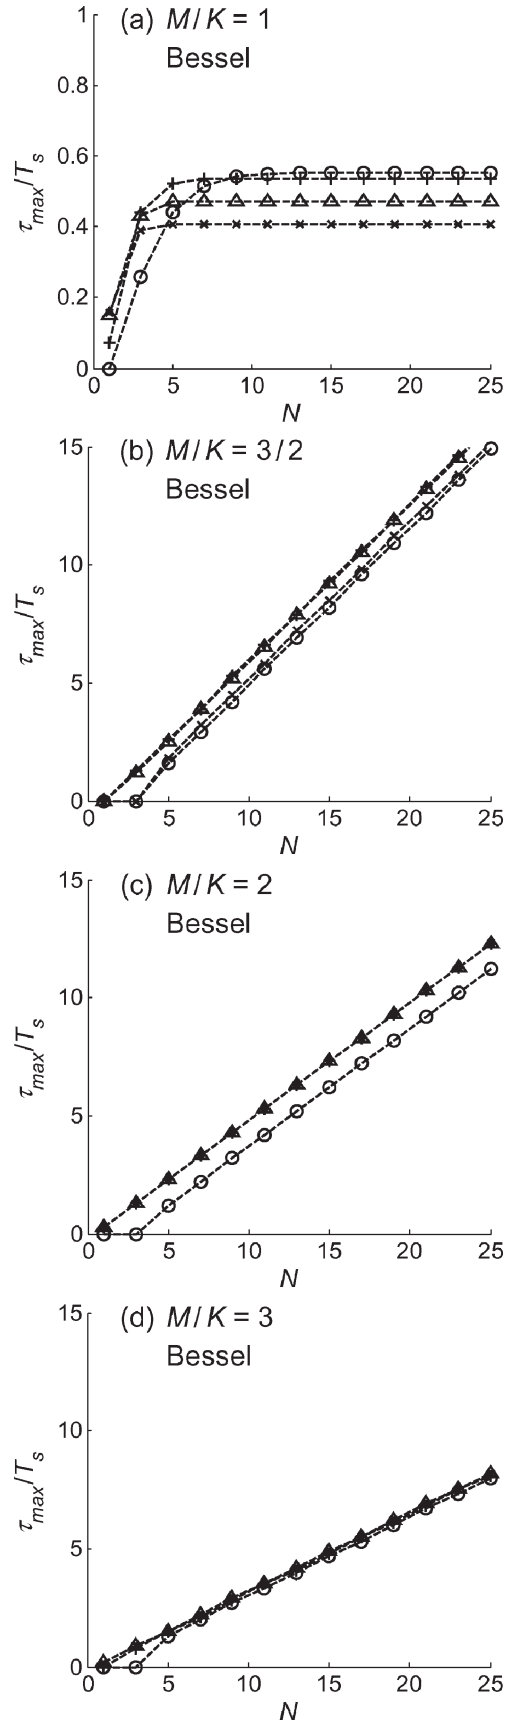 (a) M/K = 1
Bessel
1
0.8
0.6
0.4
0.2
0
τmax/Ts
0 5 10 15 20 25
N
(b) M/K = 3/2
Bessel
15
10
5
0
τmax/Ts
0 5 10 15 20 25
N
(c) M/K = 2
Bessel
15
10
5
0
τmax/Ts
0 5 10 15 20 25
N
(d) M/K = 3
Bessel
15
10
5
0
τmax/Ts
0 5 10 15 20 25
N